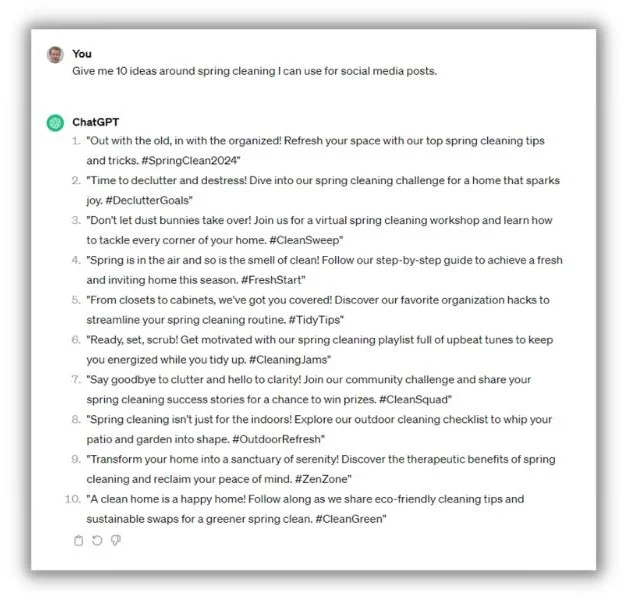 You
Give me 10 ideas around spring cleaning I can use for social media posts.
ChatGPT
1. "Out with the old, in with the organized! Refresh your space with our top spring cleaning tips
and tricks. #SpringClean2024"
2. "Time to declutter and destress! Dive into our spring cleaning challenge for a home that sparks
joy. #DeclutterGoals"
3. "Don't let dust bunnies take over! Join us for a virtual spring cleaning workshop and learn how
to tackle every corner of your home. #CleanSweep"
4. "Spring is in the air and so is the smell of clean! Follow our step-by-step guide to achieve a fresh
and inviting home this season. #FreshStart"
5. "From closets to cabinets, we've got you covered! Discover our favorite organization hacks to
streamline your spring cleaning routine. #TidyTips"
6. "Ready, set, scrub! Get motivated with our spring cleaning playlist full of upbeat tunes to keep
you energized while you tidy up. #CleaningJams"
7. "Say goodbye to clutter and hello to clarity! Join our community challenge and share your
spring cleaning success stories for a chance to win prizes. #CleanSquad"
8. "Spring cleaning isn't just for the indoors! Explore our outdoor cleaning checklist to whip your
patio and garden into shape. #OutdoorRefresh"
9. "Transform your home into a sanctuary of serenity! Discover the therapeutic benefits of spring
cleaning and reclaim your peace of mind. #ZenZone"
10. "A clean home is a happy home! Follow along as we share eco-friendly cleaning tips and
sustainable swaps for a greener spring clean. #CleanGreen"